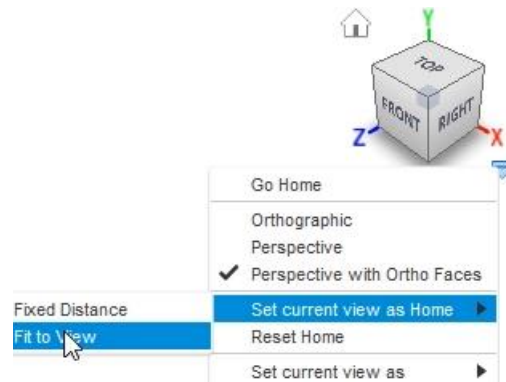 Y
TOP
FRONT
RIGHT
Z
X
Go Home
Orthographic
Perspective
Perspective with Ortho Faces
Fixed Distance
Set current view as Home
Fit to View
Reset Home
Set current view as